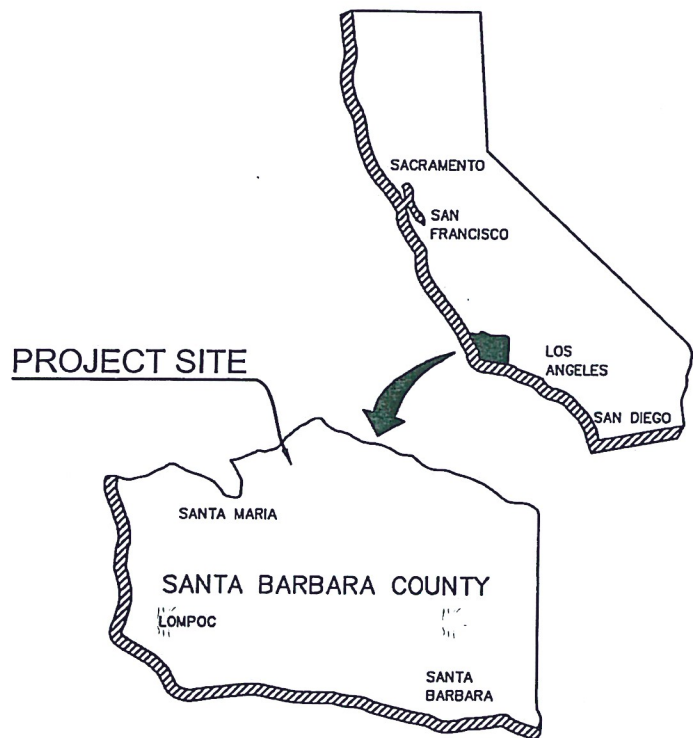 SACRAMENTO
SAN
FRANCISCO
LOS
ANGELES
SAN DIEGO
PROJECT SITE
SANTA MARIA
SANTA BARBARA COUNTY
LOMPOC
SANTA
BARBARA